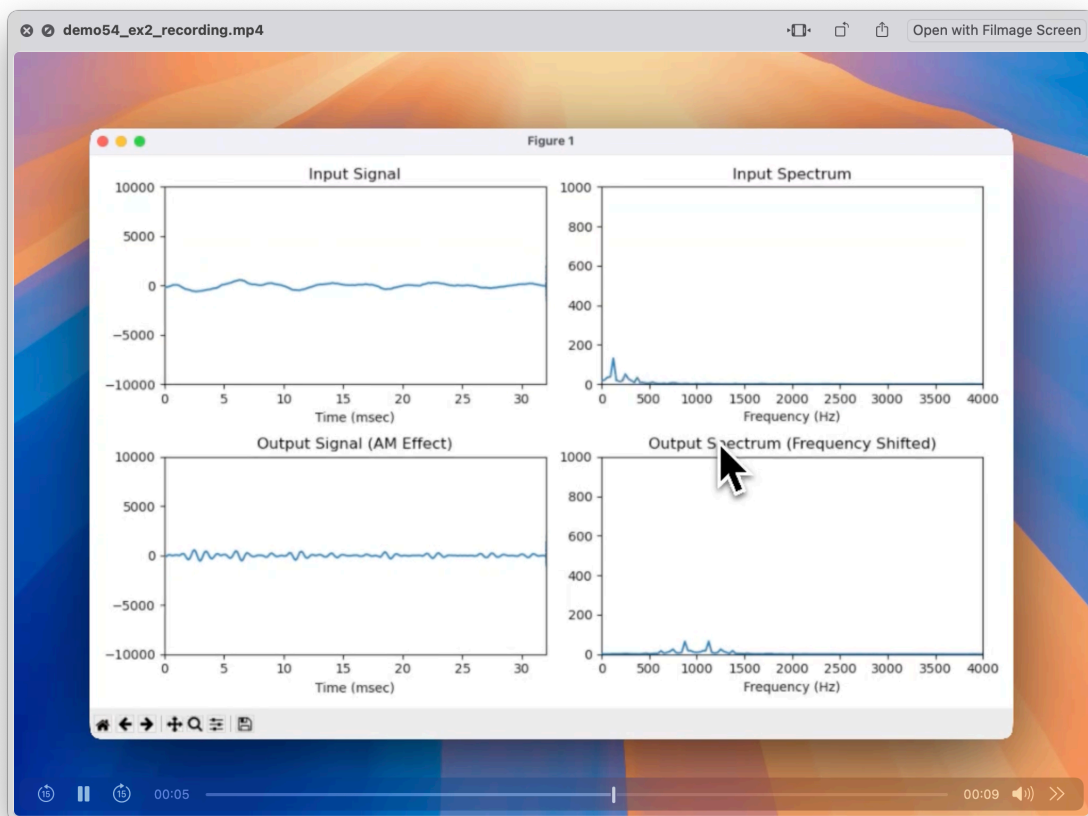 demo54_ex2_recording.mp4
Open with Filmage Screen
Figure 1
Input Signal
10000
5000
0
−5000
−10000
0 5 10 15 20 25 30
Time (msec)
Input Spectrum
1000
800
600
400
200
0
0 500 1000 1500 2000 2500 3000 3500 4000
Frequency (Hz)
Output Signal (AM Effect)
10000
5000
0
−5000
−10000
0 5 10 15 20 25 30
Time (msec)
Output Spectrum (Frequency Shifted)
1000
800
600
400
200
0
0 500 1000 1500 2000 2500 3000 3500 4000
Frequency (Hz)
15 15 00:05 00:09